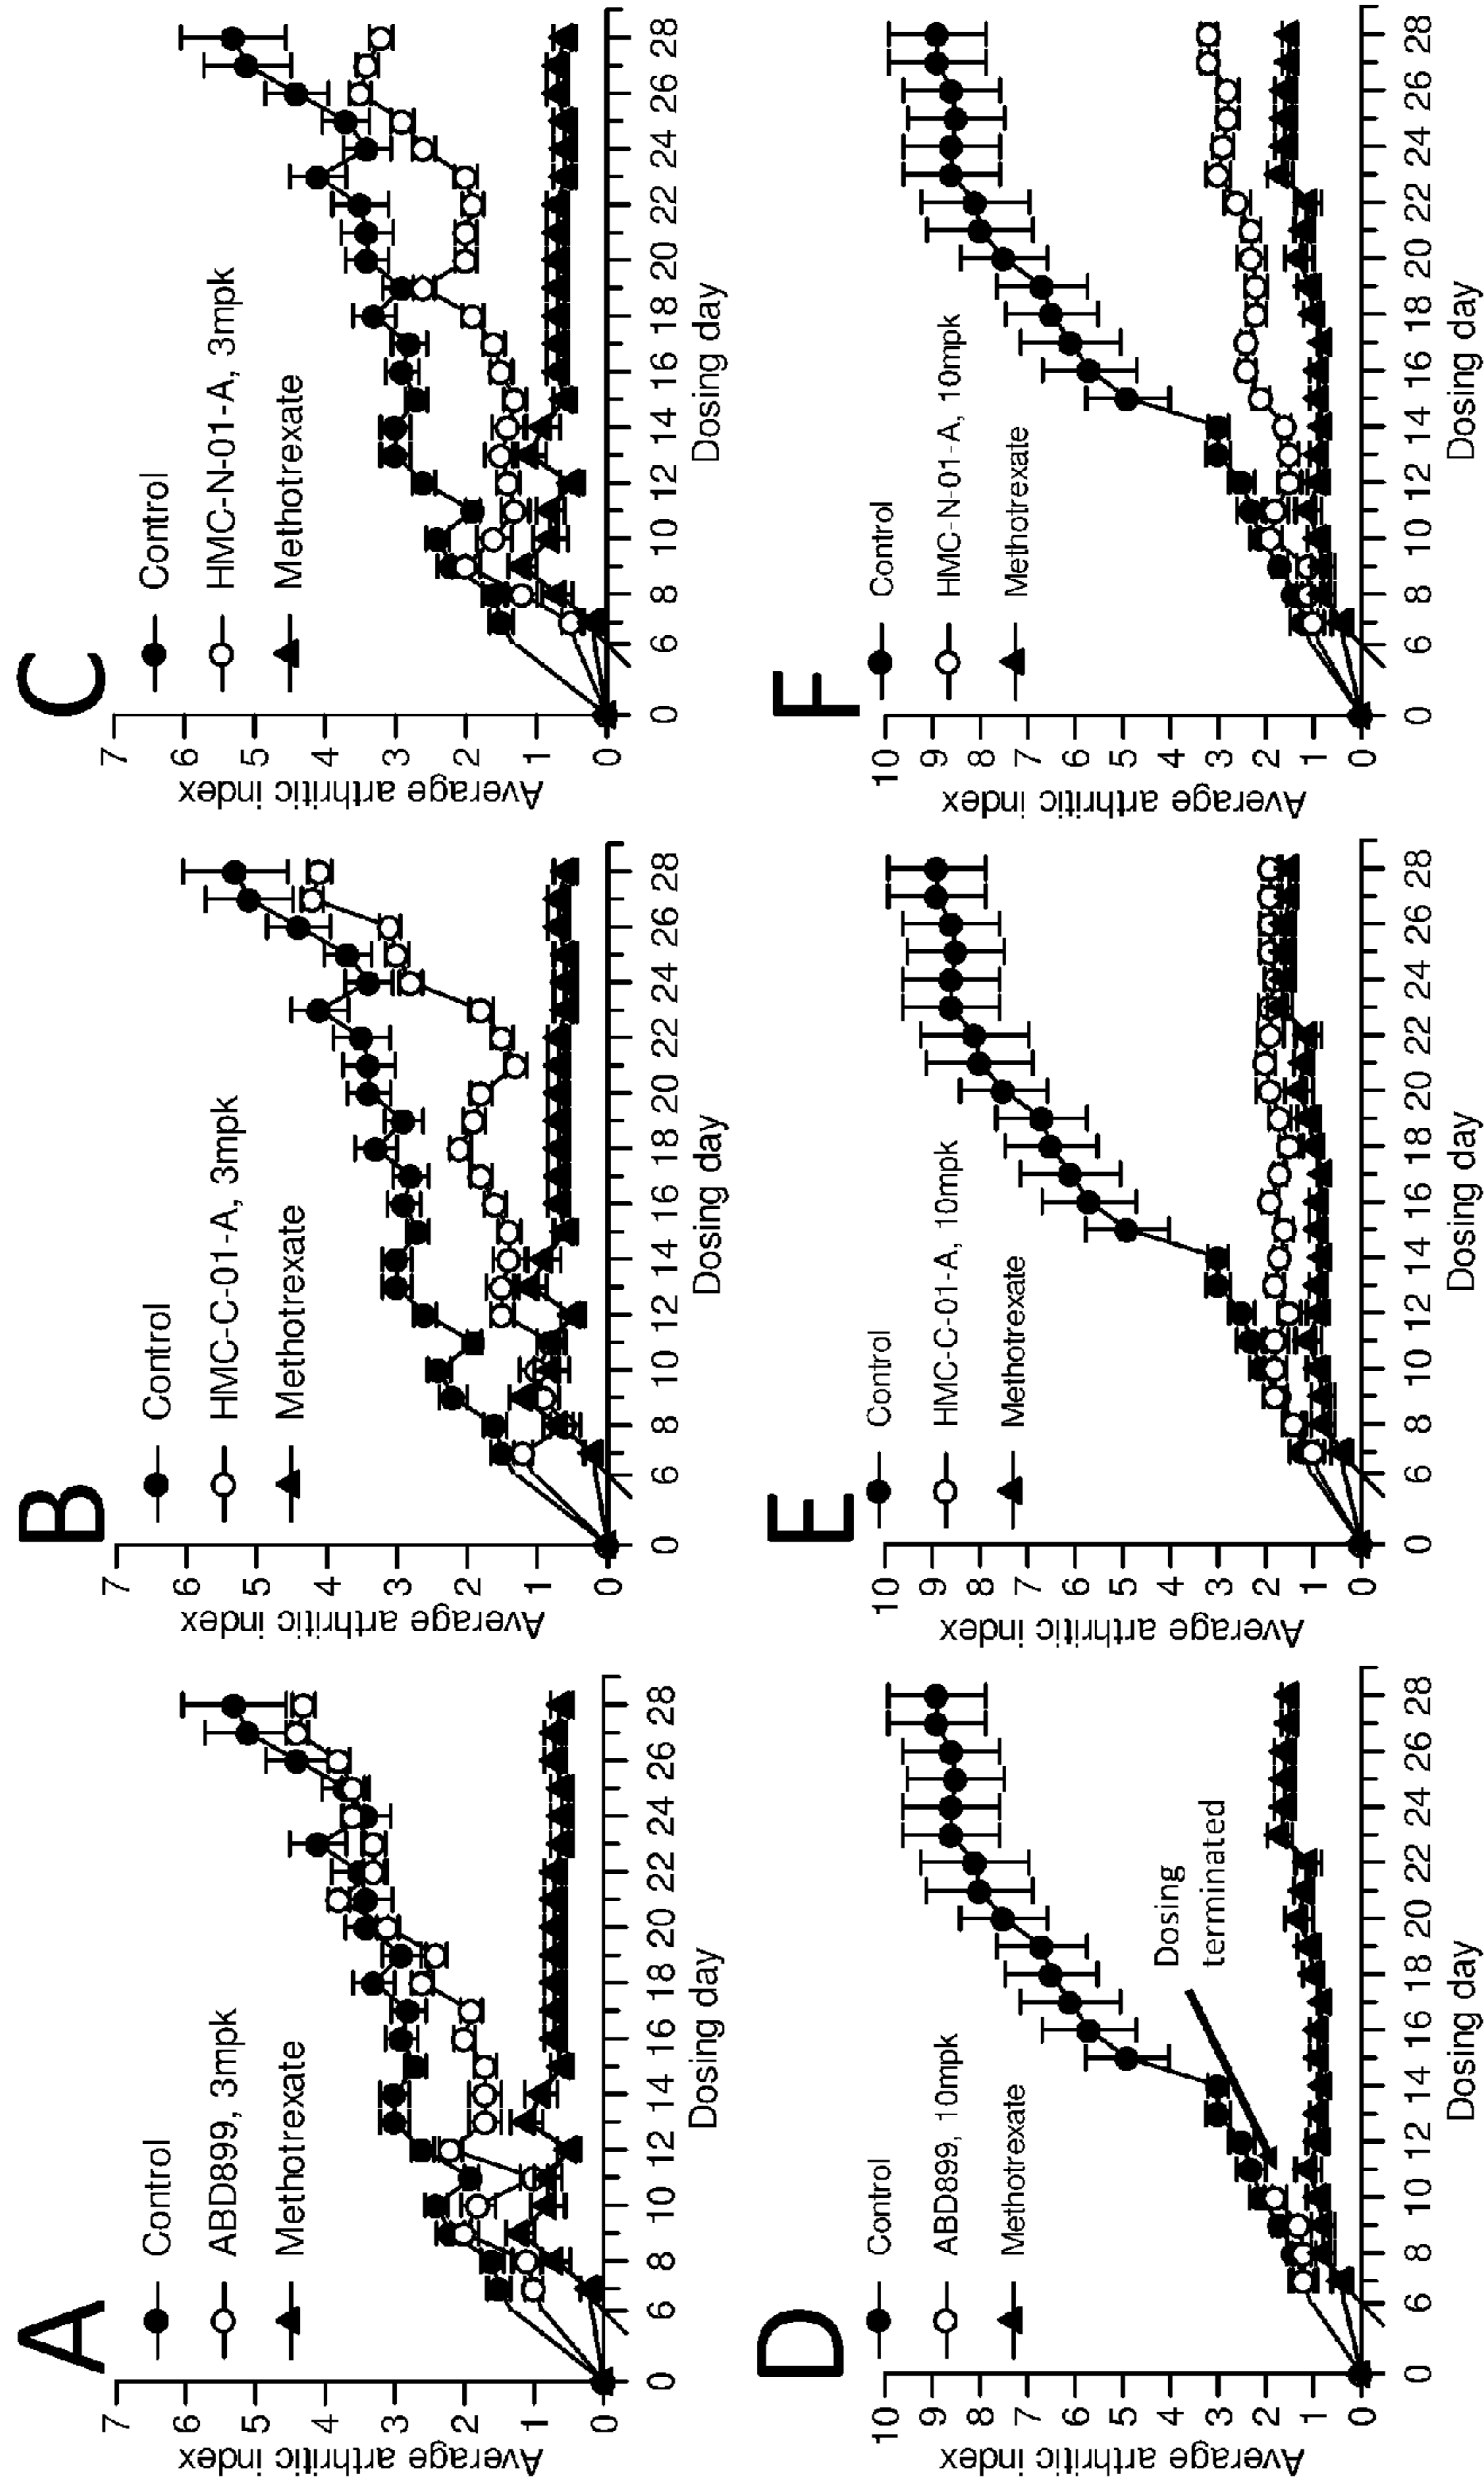 A
Control
ABD899, 3mpk
Methotrexate
Average arthritic index
7
6
5
4
3
2
1
0
0 6 8 10 12 14 16 18 20 22 24 26 28
Dosing day
B
Control
HMC-C-01-A, 3mpk
Methotrexate
Average arthritic index
7
6
5
4
3
2
1
0
0 6 8 10 12 14 16 18 20 22 24 26 28
Dosing day
C
Control
HMC-N-01-A, 3mpk
Methotrexate
Average arthritic index
7
6
5
4
3
2
1
0
0 6 8 10 12 14 16 18 20 22 24 26 28
Dosing day
D
Control
ABD899, 10mpk
Methotrexate
Average arthritic index
10
9
8
7
6
5
4
3
2
1
0
Dosing
terminated
0 6 8 10 12 14 16 18 20 22 24 26 28
Dosing day
E
Control
HMC-C-01-A, 10mpk
Methotrexate
Average arthritic index
10
9
8
7
6
5
4
3
2
1
0
0 6 8 10 12 14 16 18 20 22 24 26 28
Dosing day
F
Control
HMC-N-01-A, 10mpk
Methotrexate
Average arthritic index
10
9
8
7
6
5
4
3
2
1
0
0 6 8 10 12 14 16 18 20 22 24 26 28
Dosing day